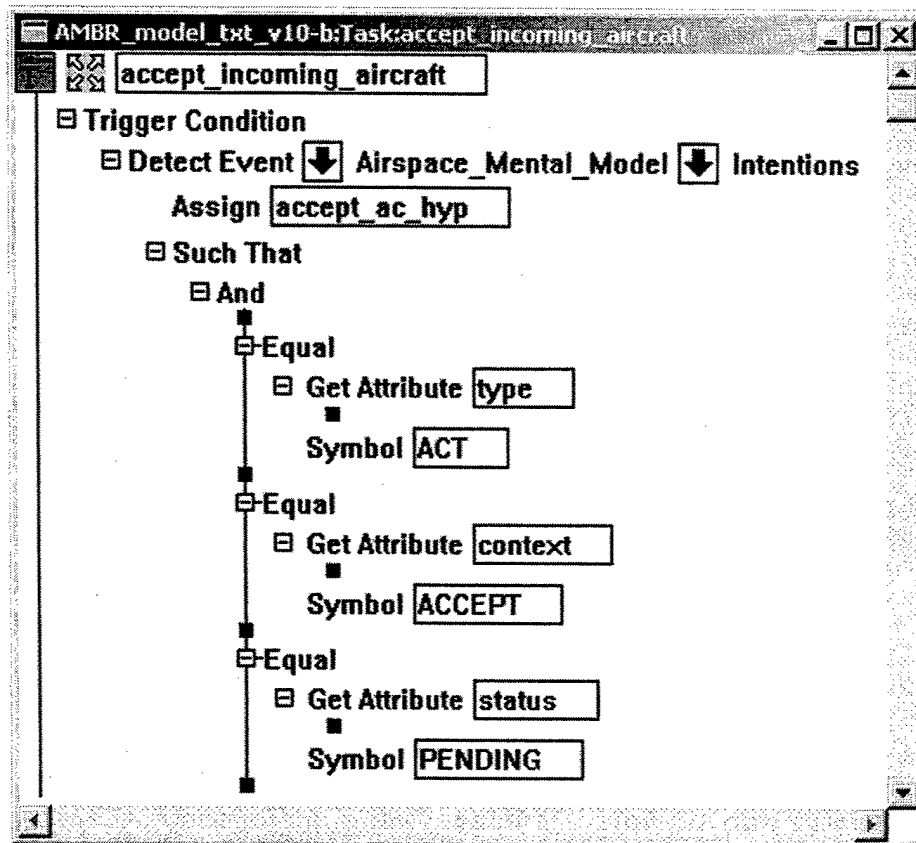 AMBR_model_txt_v10-b:Task:accept_incoming_aircraft
accept_incoming_aircraft
Trigger Condition
Detect Event Airspace_Mental_Model Intentions
Assign accept_ac_hyp
Such That
And
Equal
Get Attribute type
Symbol ACT
Equal
Get Attribute context
Symbol ACCEPT
Equal
Get Attribute status
Symbol PENDING